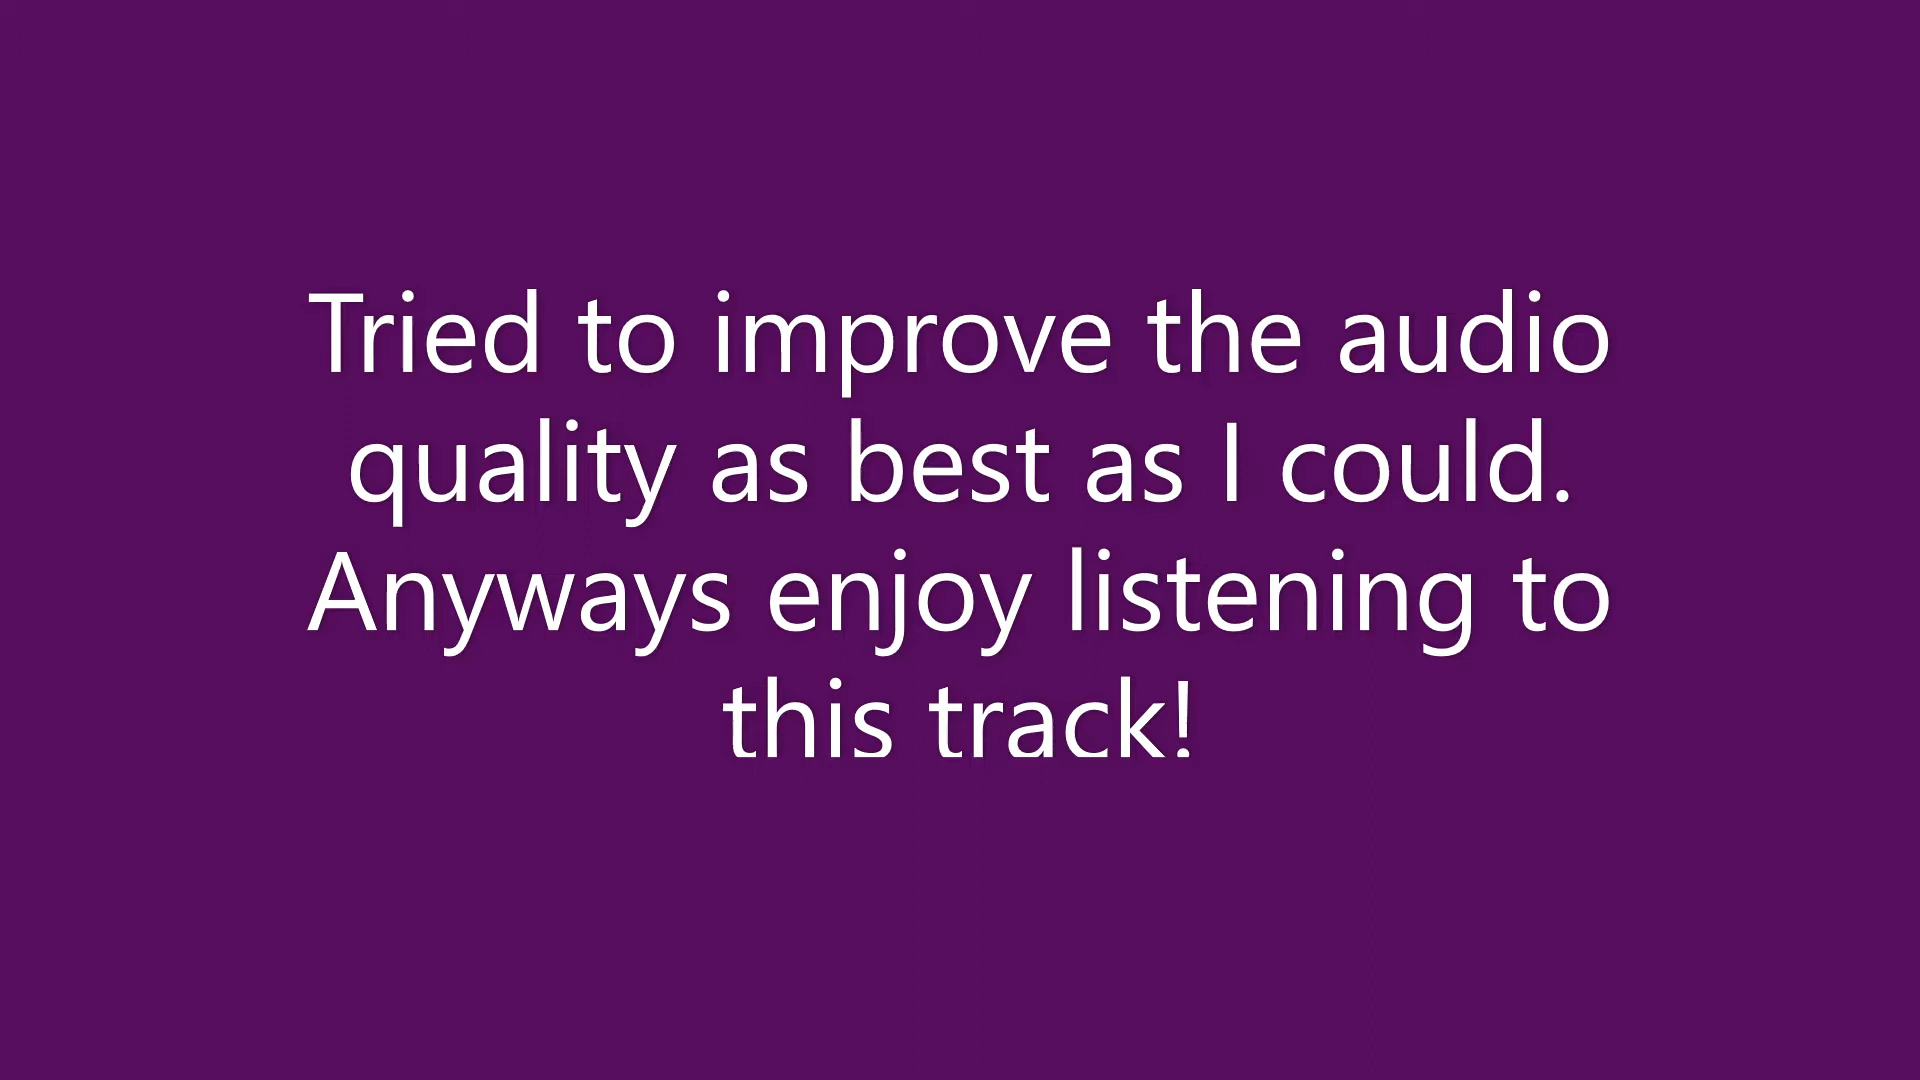 Tried to improve the audio
quality as best as I could.
Anyways enjoy listening to
this track!